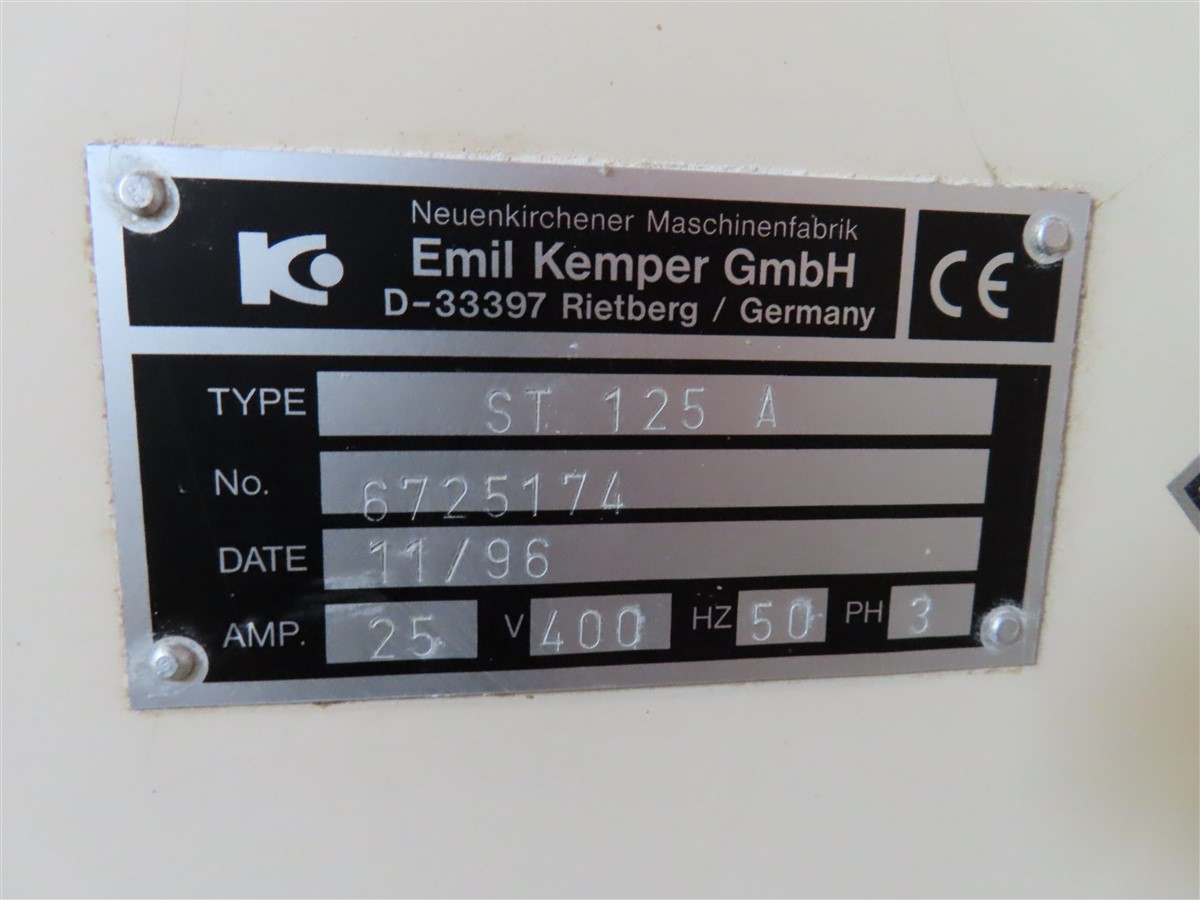 Neuenkirchener Maschinenfabrik
Emil Kemper GmbH
D-33397 Rietberg / Germany
CE
TYPE ST 125 A
No. 6725174
DATE 11/96
AMP. 25 V 400 HZ 50 PH 3